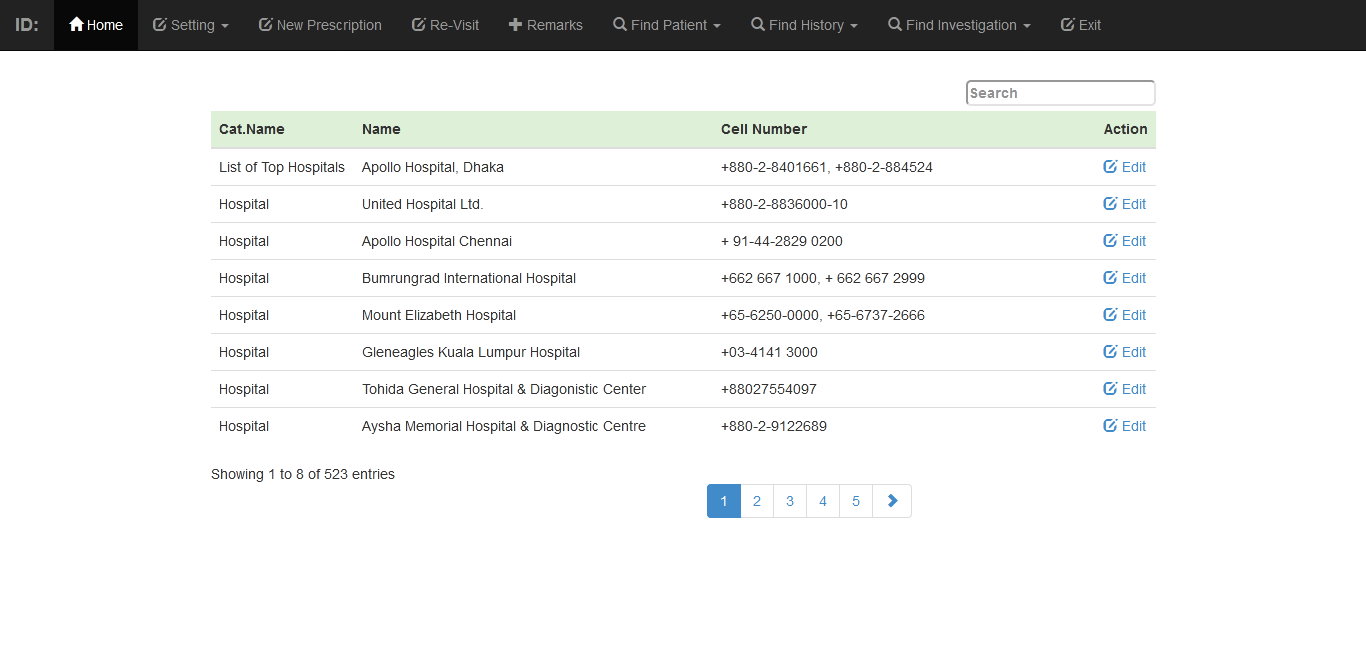 ID: Home Setting New Prescription Re-Visit Remarks Find Patient Find History Find Investigation Exit
Search
Cat.Name Name Cell Number Action
List of Top Hospitals Apollo Hospital, Dhaka +880-2-8401661, +880-2-884524 Edit
Hospital United Hospital Ltd. +880-2-8836000-10 Edit
Hospital Apollo Hospital Chennai + 91-44-2829 0200 Edit
Hospital Bumrungrad International Hospital +662 667 1000, + 662 667 2999 Edit
Hospital Mount Elizabeth Hospital +65-6250-0000, +65-6737-2666 Edit
Hospital Gleneagles Kuala Lumpur Hospital +03-4141 3000 Edit
Hospital Tohida General Hospital & Diagonistic Center +88027554097 Edit
Hospital Aysha Memorial Hospital & Diagnostic Centre +880-2-9122689 Edit
Showing 1 to 8 of 523 entries
1 2 3 4 5